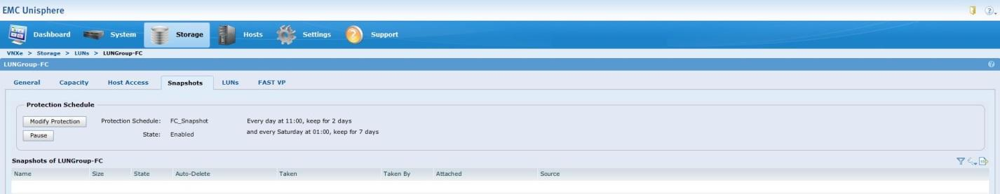 EMC Unisphere
Dashboard System Storage Hosts Settings Support
VNXe > Storage > LUNs > LUNGroup-FC
LUNGroup-FC
General Capacity Host Access Snapshots LUNs FAST VP
Protection Schedule
Modify Protection Protection Schedule: FC_Snapshot Every day at 11:00, keep for 2 days
Pause State: Enabled and every Saturday at 01:00, keep for 7 days
Snapshots of LUNGroup-FC
Name Size State Auto-Delete Taken Taken By Attached Source